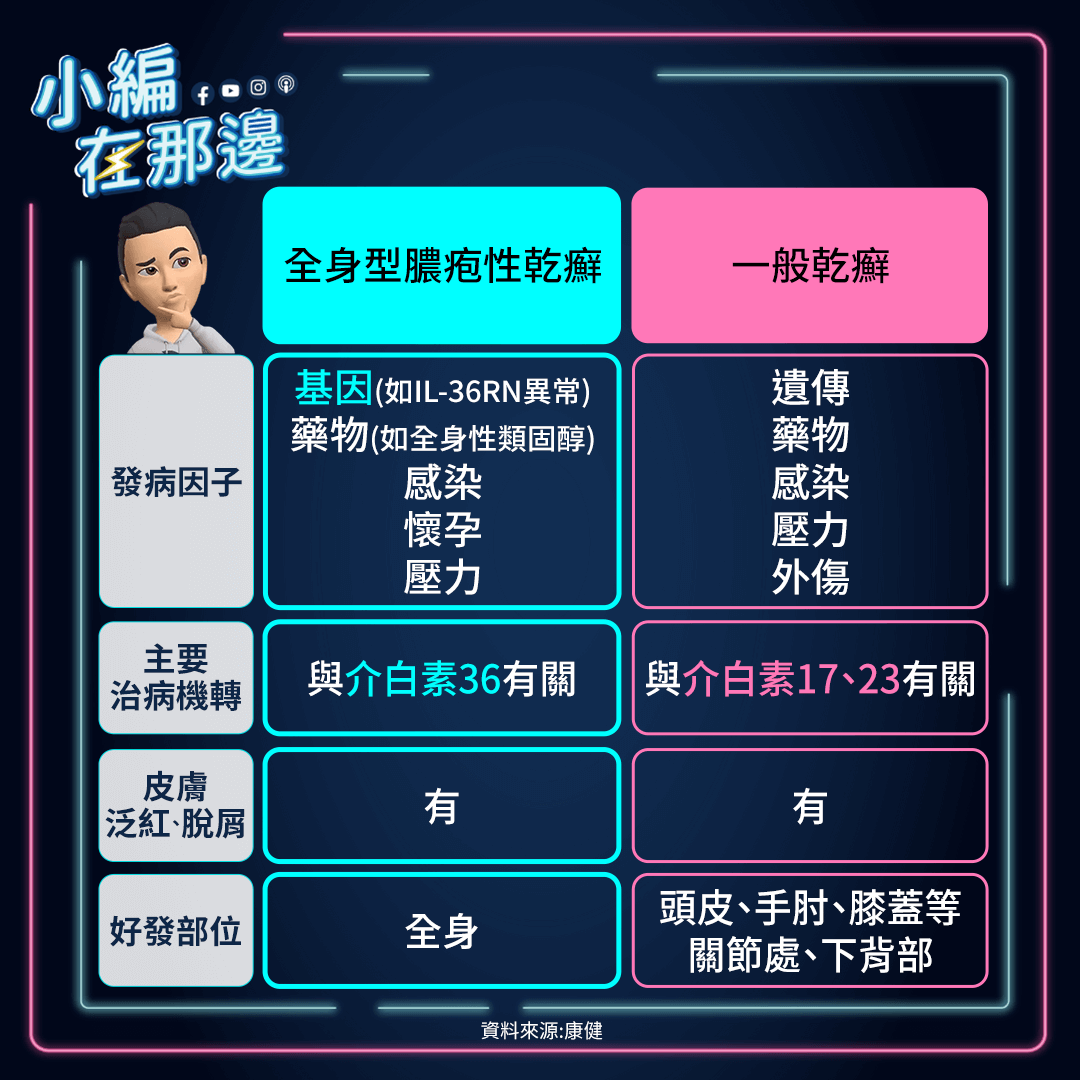 小編
在那邊
全身型膿疱性乾癬
一般乾癬
發病因子
基因(如IL-36RN異常)
藥物(如全身性類固醇)
感染
懷孕
壓力
遺傳
藥物
感染
壓力
外傷
主要
治病機轉
與介白素36有關
與介白素17、23有關
皮膚
泛紅、脫屑
有
有
好發部位
全身
頭皮、手肘、膝蓋等
關節處、下背部
資料來源:康健